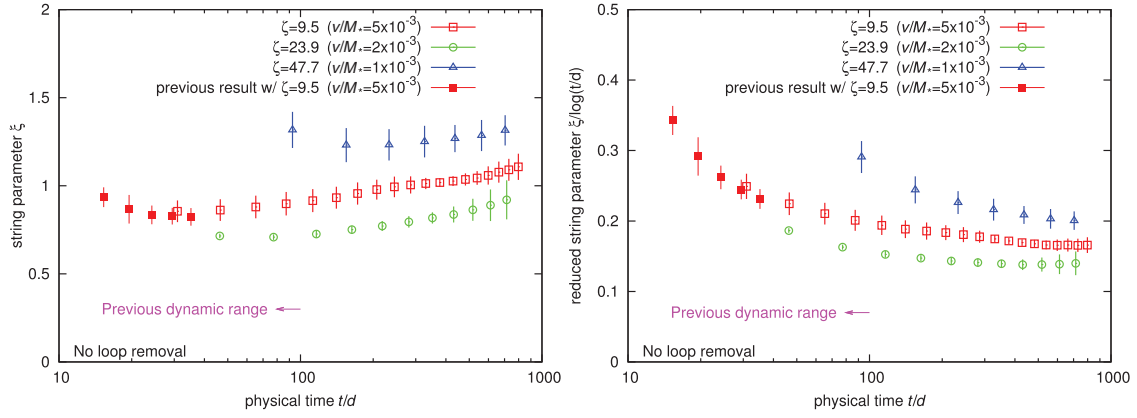 ζ=9.5 (v/M*=5x10⁻³)
ζ=23.9 (v/M*=2x10⁻³)
ζ=47.7 (v/M*=1x10⁻³)
previous result w/ ζ=9.5 (v/M*=5x10⁻³)
2
1.5
1
0.5
0
string parameter ξ
Previous dynamic range
No loop removal
10
100
1000
physical time t/d
ζ=9.5 (v/M*=5x10⁻³)
ζ=23.9 (v/M*=2x10⁻³)
ζ=47.7 (v/M*=1x10⁻³)
previous result w/ ζ=9.5 (v/M*=5x10⁻³)
0.5
0.4
0.3
0.2
0.1
0
reduced string parameter ξ/log(t/d)
Previous dynamic range
No loop removal
10
100
1000
physical time t/d